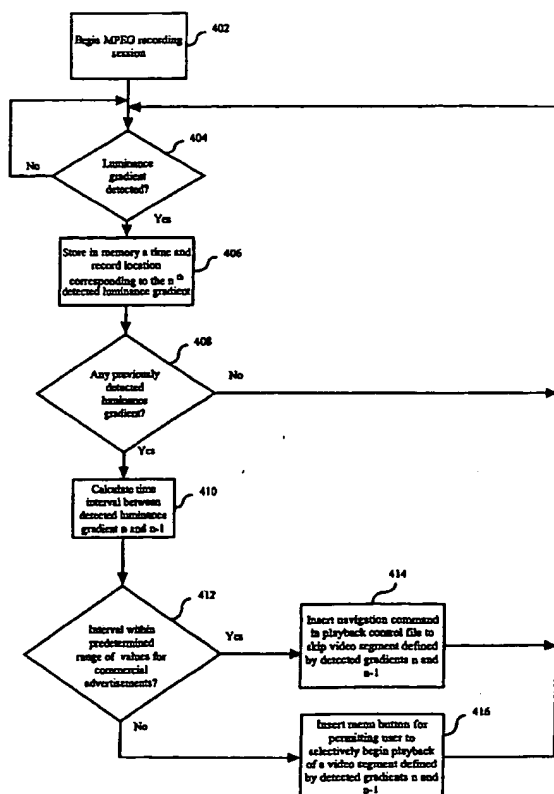 Begin MPEG recording
session
402
404
Luminance
gradient
detected?
No
Yes
Store in memory a time and
record location
corresponding to the n th
detected luminance gradient
406
408
Any previously
detected
luminance
gradient?
No
Yes
Calculate time
interval between
detected luminance
gradient n and n-1
410
412
Interval within
predetermined
range of values for
commercial
advertisments?
Yes
No
414
Insert navigation command
in playback control file to
skip video segment defined
by detected gradients n and
n-1
416
Insert menu button for
permitting user to
selectively begin playback
of a video segment defined
by detected gradients n and
n-1